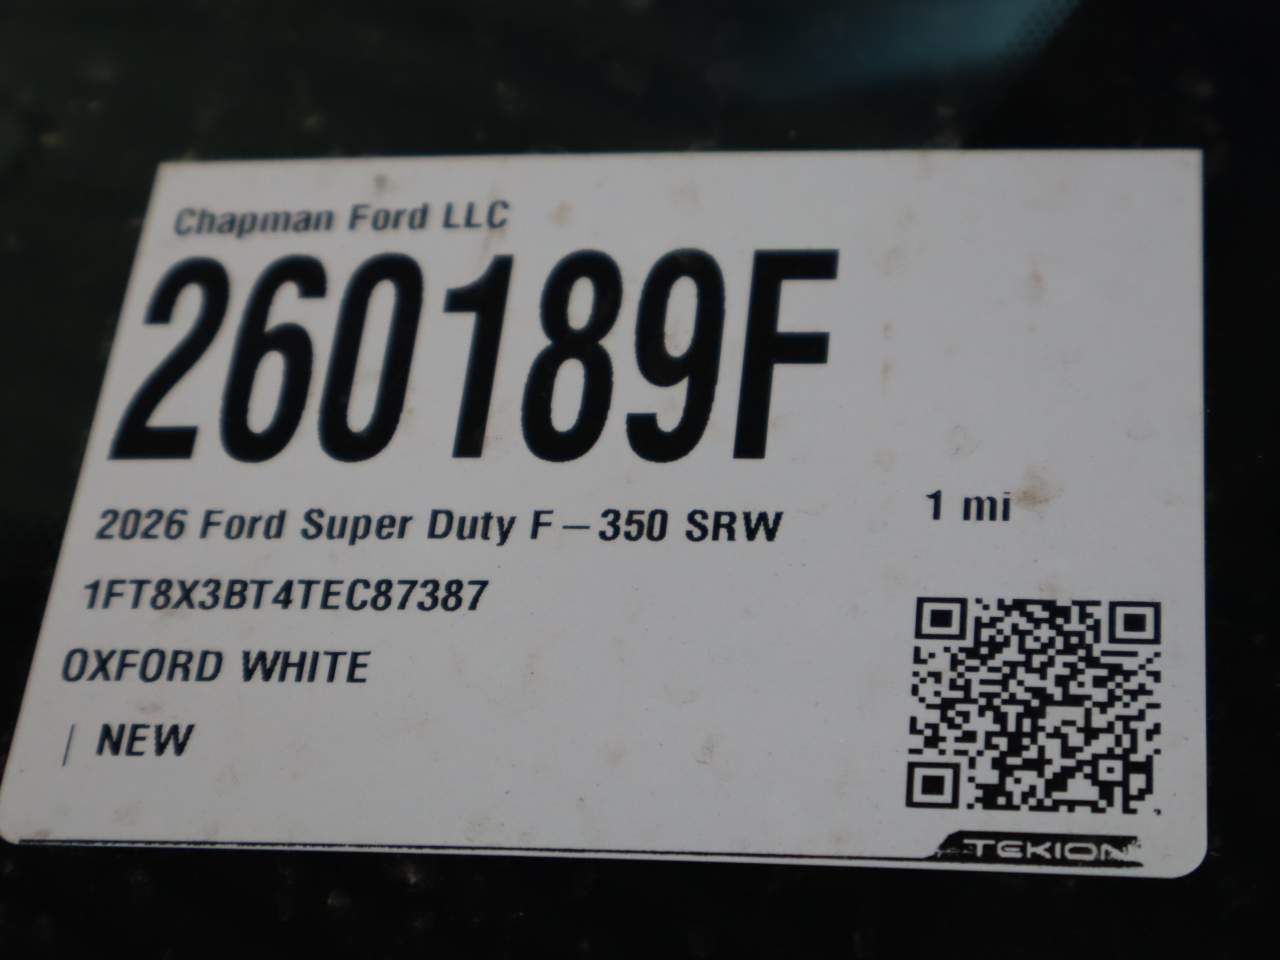 Chapman Ford LLC
260189F
2026 Ford Super Duty F-350 SRW
1 mi
1FT8X3BT4TEC87387
OXFORD WHITE
| NEW
TEKION